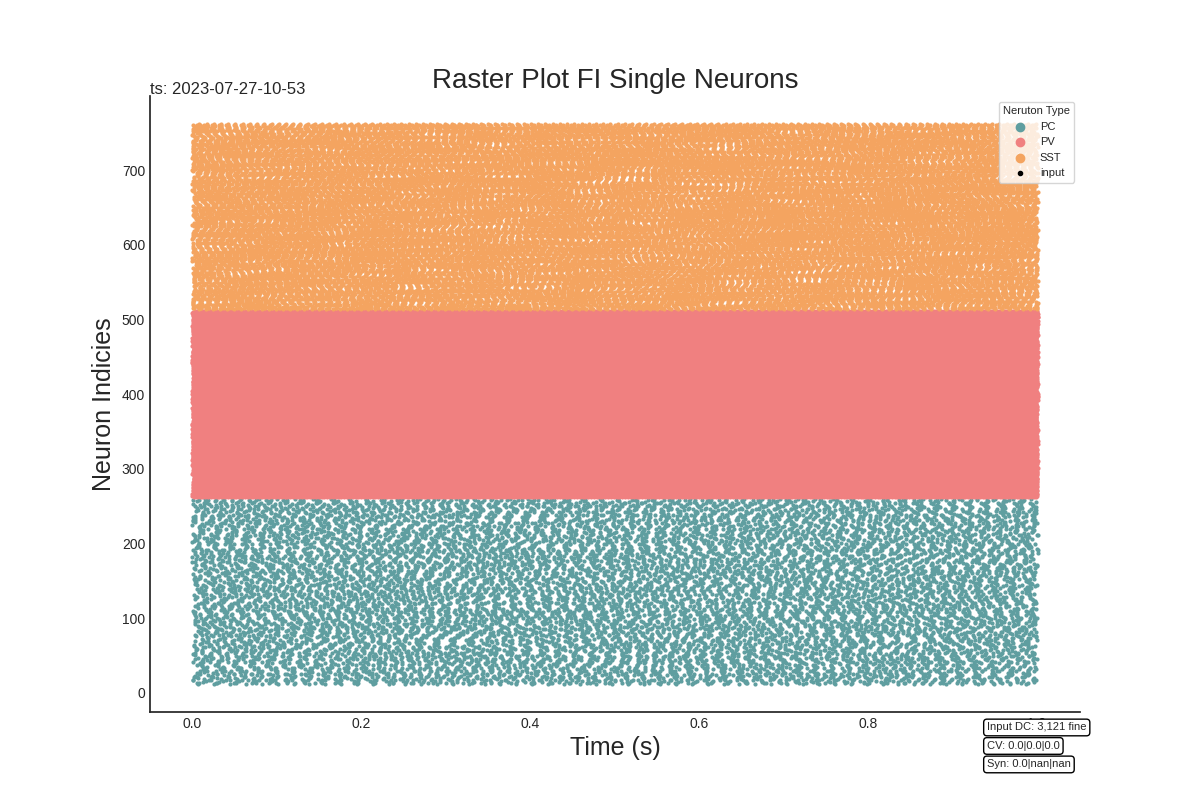 Raster Plot FI Single Neurons
ts: 2023-07-27-10-53
Neruton Type
PC
PV
SST
input
Neuron Indicies
700
600
500
400
300
200
100
0
0.0
0.2
0.4
0.6
0.8
Time (s)
Input DC: 3,121 fine
CV: 0.0|0.0|0.0
Syn: 0.0|nan|nan